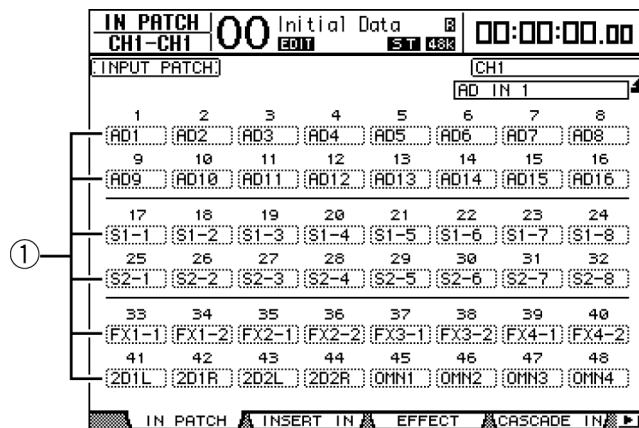 IN PATCH 00 Initial Data R 00:00:00.00
CH1-CH1 EDIT ST 48K
INPUT PATCH CH1
AD IN 1
1 2 3 4 5 6 7 8
AD1 AD2 AD3 AD4 AD5 AD6 AD7 AD8
9 10 11 12 13 14 15 16
AD9 AD10 AD11 AD12 AD13 AD14 AD15 AD16
17 18 19 20 21 22 23 24
S1-1 S1-2 S1-3 S1-4 S1-5 S1-6 S1-7 S1-8
①
25 26 27 28 29 30 31 32
S2-1 S2-2 S2-3 S2-4 S2-5 S2-6 S2-7 S2-8
33 34 35 36 37 38 39 40
FX1-1 FX1-2 FX2-1 FX2-2 FX3-1 FX3-2 FX4-1 FX4-2
41 42 43 44 45 46 47 48
2D1L 2D1R 2D2L 2D2R OMN1 OMN2 OMN3 OMN4
IN PATCH INSERT IN EFFECT CASCADE IN